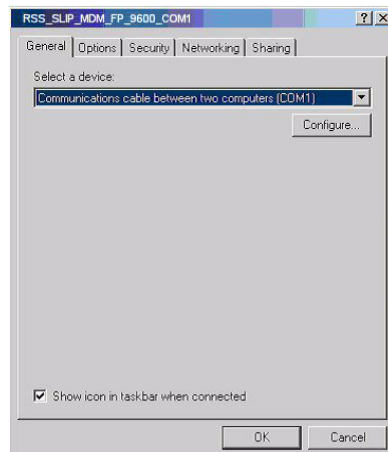 RSS_SLIP_MDM_FP_9600_COM1
General Options Security Networking Sharing
Select a device:
Communications cable between two computers (COM1)
Configure...
Show icon in taskbar when connected
OK Cancel